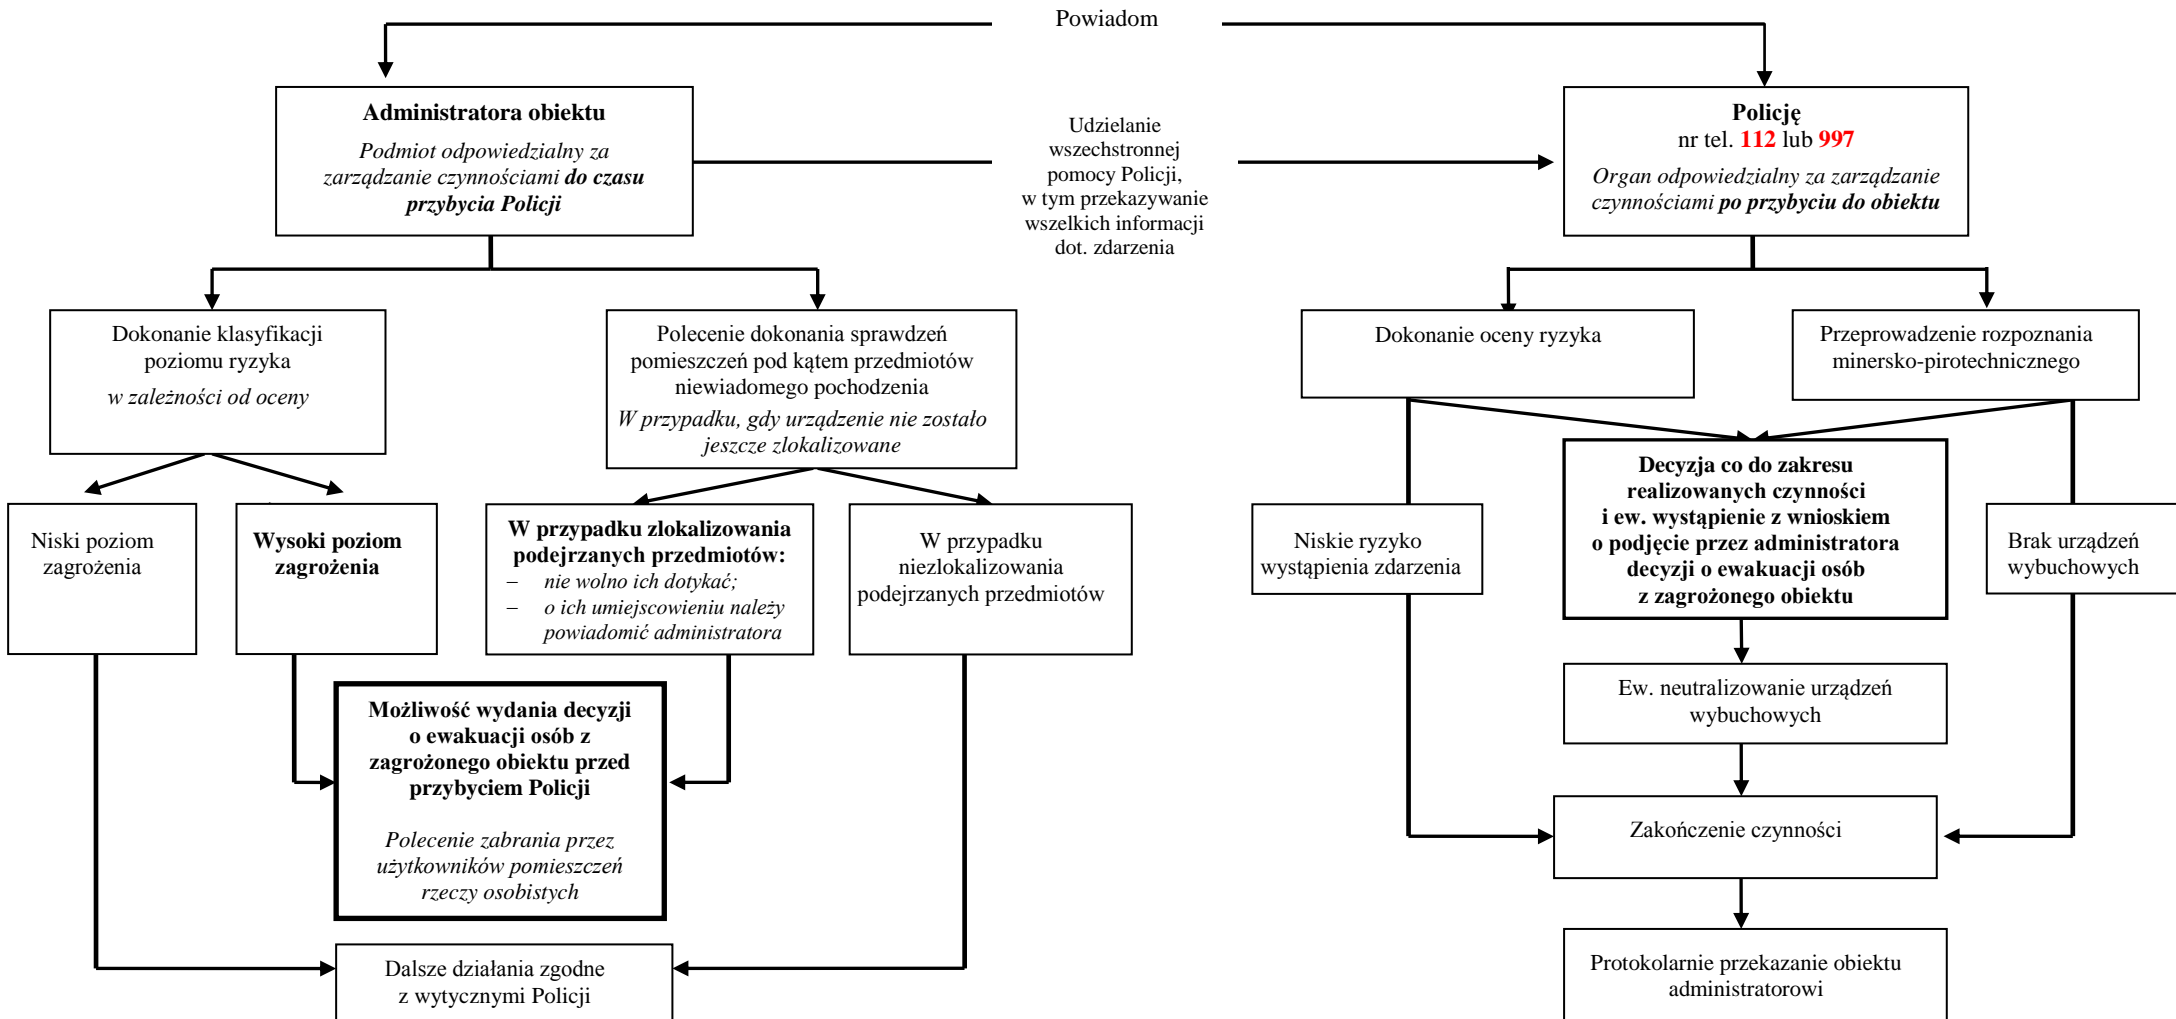 Powiadom
Administratora obiektu
Podmiot odpowiedzialny za
zarządzanie czynnościami do czasu
przybycia Policji
Udzielanie
wszechstronnej
pomocy Policji,
w tym przekazywanie
wszelkich informacji
dot. zdarzenia
Policję
nr tel. 112 lub 997
Organ odpowiedzialny za zarządzanie
czynnościami po przybyciu do obiektu
Dokonanie klasyfikacji
poziomu ryzyka
w zależności od oceny
Polecenie dokonania sprawdzeń
pomieszczeń pod kątem przedmiotów
niewiadomego pochodzenia
W przypadku, gdy urządzenie nie zostało
jeszcze zlokalizowane
Dokonanie oceny ryzyka
Przeprowadzenie rozpoznania
minersko-pirotechnicznego
Niski poziom
zagrożenia
Wysoki poziom
zagrożenia
W przypadku zlokalizowania
podejrzanych przedmiotów:
– nie wolno ich dotykać;
– o ich umiejscowieniu należy
powiadomić administratora
W przypadku
niezlokalizowania
podejrzanych przedmiotów
Niskie ryzyko
wystąpienia zdarzenia
Decyzja co do zakresu
realizowanych czynności
i ew. wystąpienie z wnioskiem
o podjęcie przez administratora
decyzji o ewakuacji osób
z zagrożonego obiektu
Brak urządzeń
wybuchowych
Możliwość wydania decyzji
o ewakuacji osób z
zagrożonego obiektu przed
przybyciem Policji
Polecenie zabrania przez
użytkowników pomieszczeń
rzeczy osobistych
Ew. neutralizowanie urządzeń
wybuchowych
Zakończenie czynności
Dalsze działania zgodne
z wytycznymi Policji
Protokolarnie przekazanie obiektu
administratorowi